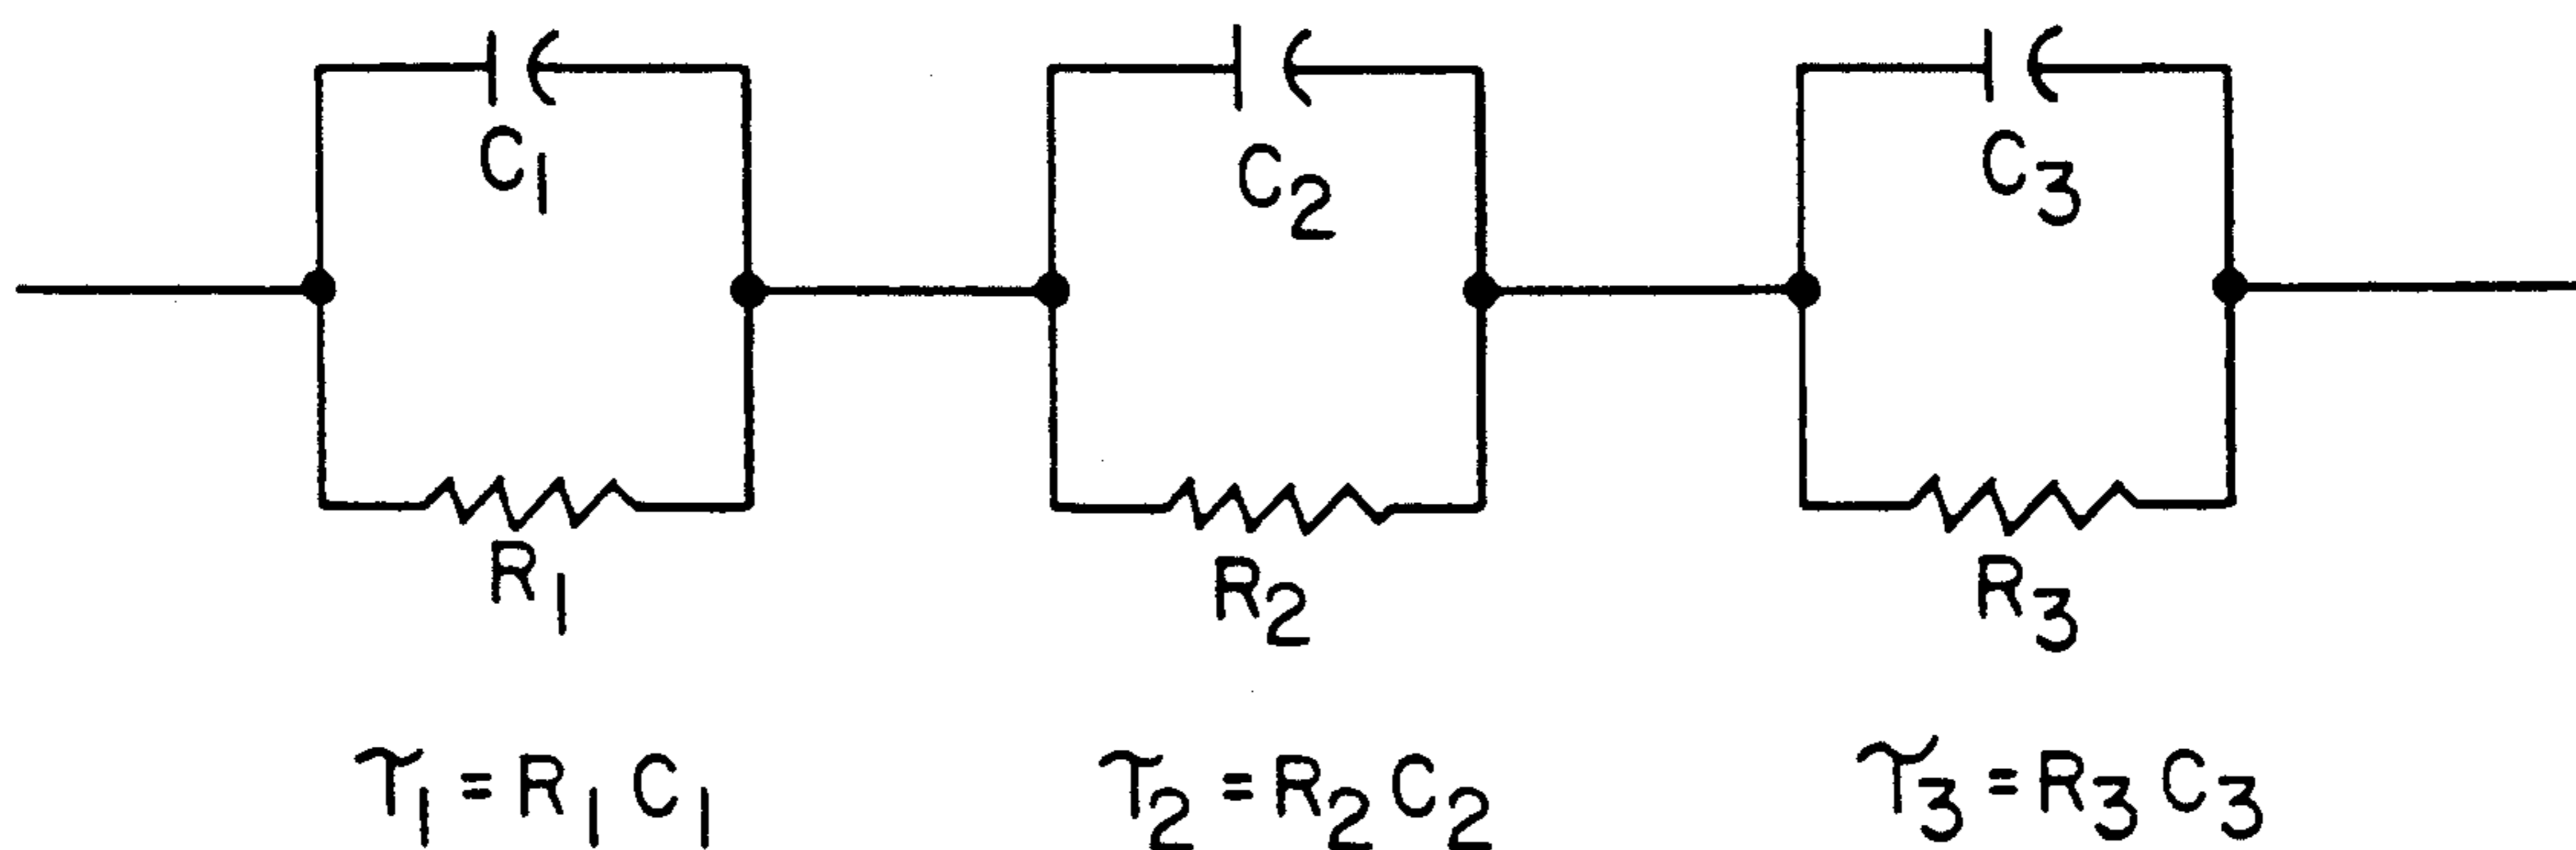 C1 C2 C3
R1 R2 R3
τ1 = R1 C1 τ2 = R2 C2 τ3 = R3 C3